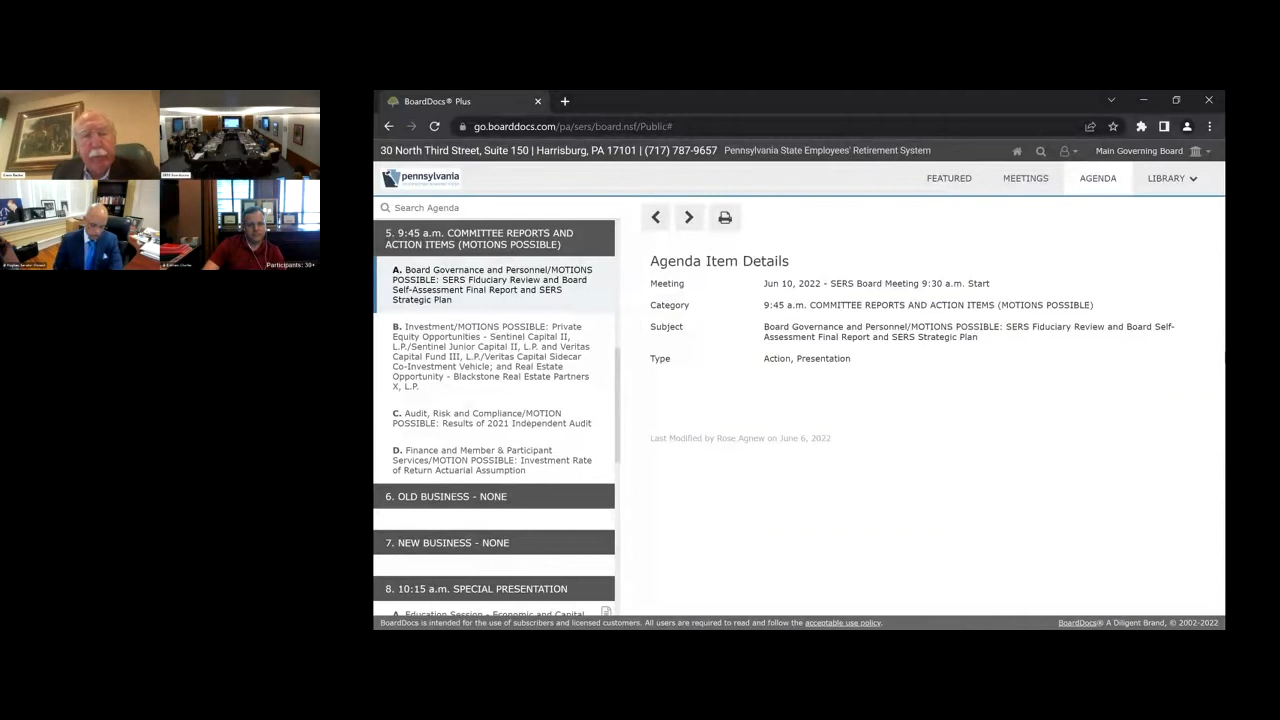 BoardDocs® Plus
go.boarddocs.com/pa/sers/board.nsf/Public#
30 North Third Street, Suite 150 | Harrisburg, PA 17101 | (717) 787-9657 Pennsylvania State Employees' Retirement System
Main Governing Board
pennsylvania
FEATURED
MEETINGS
AGENDA
LIBRARY
Search Agenda
5. 9:45 a.m. COMMITTEE REPORTS AND
ACTION ITEMS (MOTIONS POSSIBLE)
A. Board Governance and Personnel/MOTIONS
POSSIBLE: SERS Fiduciary Review and Board
Self-Assessment Final Report and SERS
Strategic Plan
B. Investment/MOTIONS POSSIBLE: Private
Equity Opportunities - Sentinel Capital II,
L.P./Sentinel Junior Capital II, L.P. and Veritas
Capital Fund III, L.P./Veritas Capital Sidecar
Co-Investment Vehicle; and Real Estate
Opportunity - Blackstone Real Estate Partners
X, L.P.
C. Audit, Risk and Compliance/MOTION
POSSIBLE: Results of 2021 Independent Audit
D. Finance and Member & Participant
Services/MOTION POSSIBLE: Investment Rate
of Return Actuarial Assumption
6. OLD BUSINESS - NONE
7. NEW BUSINESS - NONE
8. 10:15 a.m. SPECIAL PRESENTATION
A. Education Session - Economic and Capital
Agenda Item Details
Meeting
Jun 10, 2022 - SERS Board Meeting 9:30 a.m. Start
Category
9:45 a.m. COMMITTEE REPORTS AND ACTION ITEMS (MOTIONS POSSIBLE)
Subject
Board Governance and Personnel/MOTIONS POSSIBLE: SERS Fiduciary Review and Board Self-
Assessment Final Report and SERS Strategic Plan
Type
Action, Presentation
Last Modified by Rose Agnew on June 6, 2022
BoardDocs is intended for the use of subscribers and licensed customers. All users are required to read and follow the acceptable use policy.
BoardDocs® A Diligent Brand, © 2002-2022
Participants: 30+